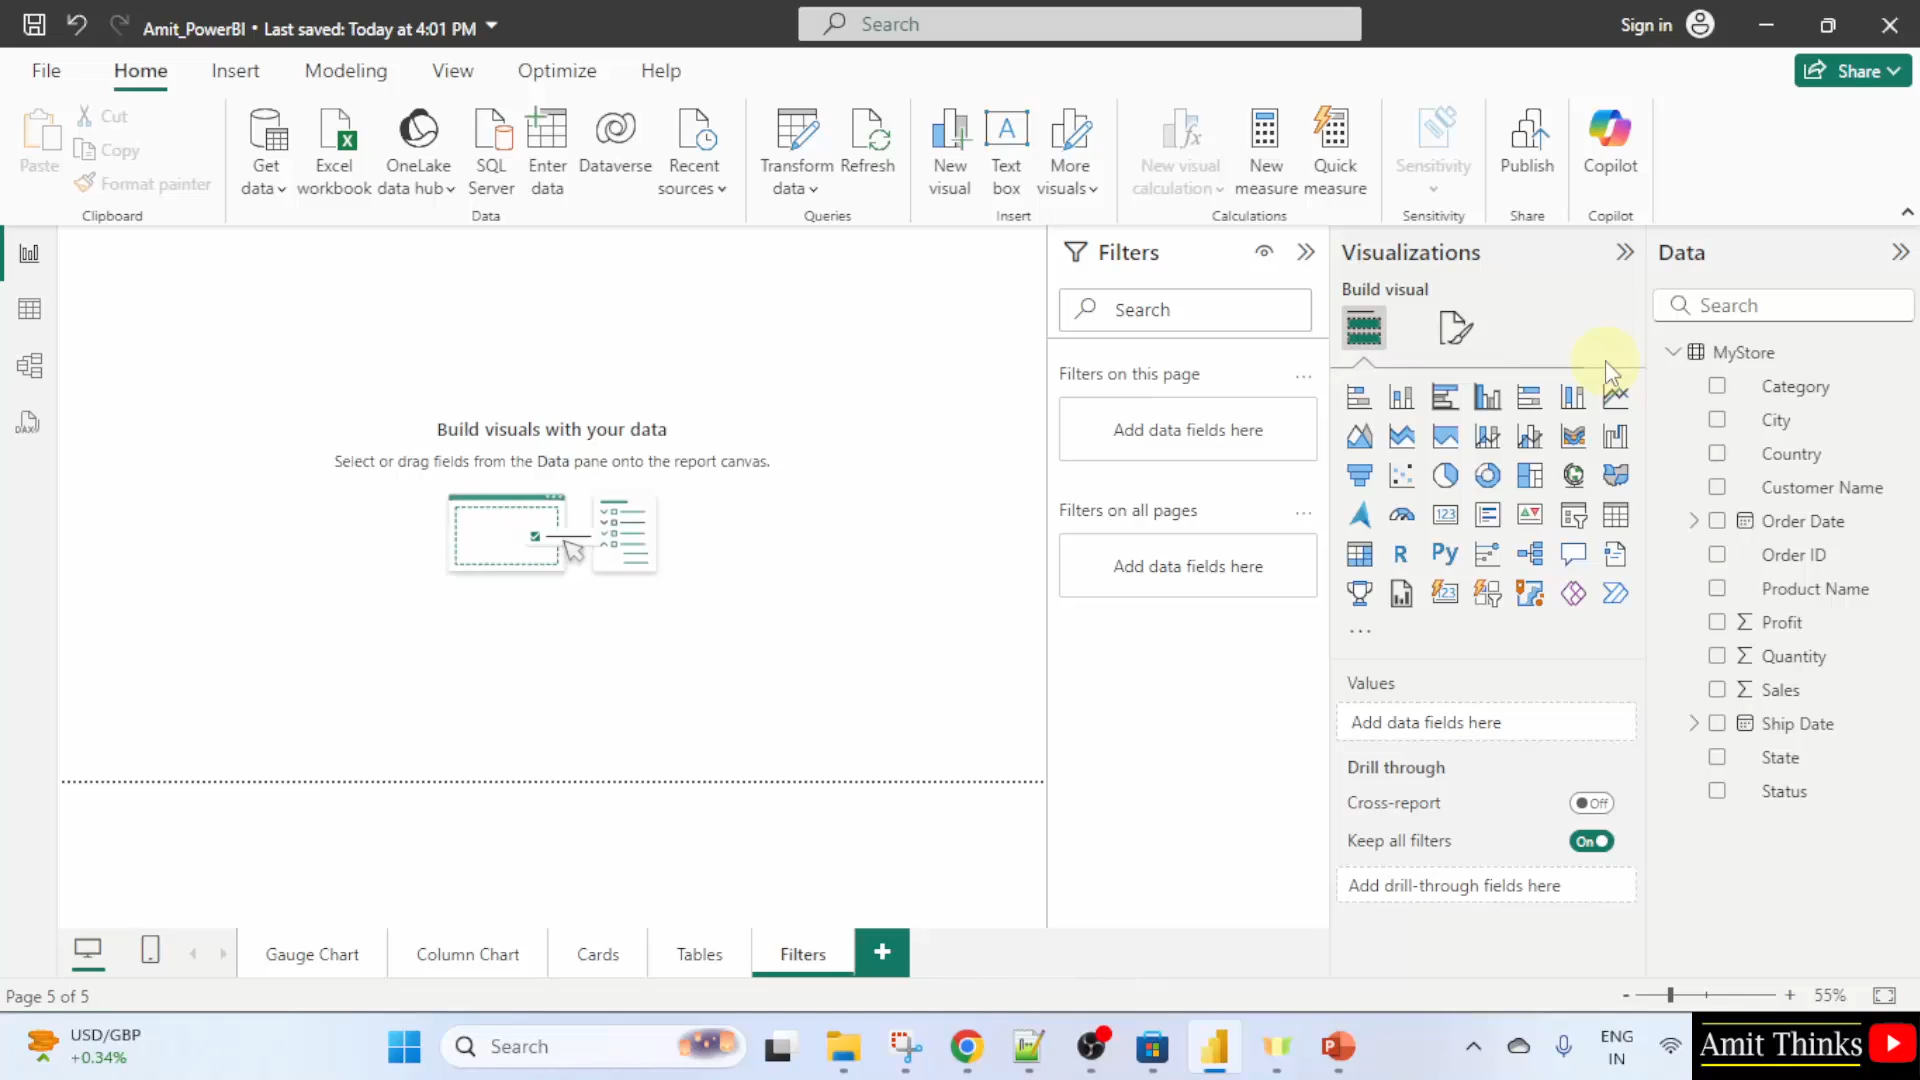 Amit_PowerBI • Last saved: Today at 4:01 PM
Search
Sign in
File
Home
Insert
Modeling
View
Optimize
Help
Share
Paste
Cut
Copy
Format painter
Clipboard
Get data
Excel workbook
OneLake data hub
SQL Server
Enter data
Dataverse
Recent sources
Data
Transform data
Refresh
Queries
New visual
A
Text box
More visuals
Insert
New visual calculation
New measure
Quick measure
Calculations
Sensitivity
Sensitivity
Publish
Share
Copilot
Copilot
DAX
Build visuals with your data
Select or drag fields from the Data pane onto the report canvas.
Filters
Search
Filters on this page
...
Add data fields here
Filters on all pages
...
Add data fields here
Visualizations
Build visual
123
R
Py
123
...
Values
Add data fields here
Drill through
Cross-report
Off
Keep all filters
On
Add drill-through fields here
Data
Search
MyStore
Category
City
Country
Customer Name
Order Date
Order ID
Product Name
Σ Profit
Σ Quantity
Σ Sales
Ship Date
State
Status
Gauge Chart
Column Chart
Cards
Tables
Filters
+
Page 5 of 5
- + 55%
USD/GBP
+0.34%
Search
ENG
IN
Amit Thinks